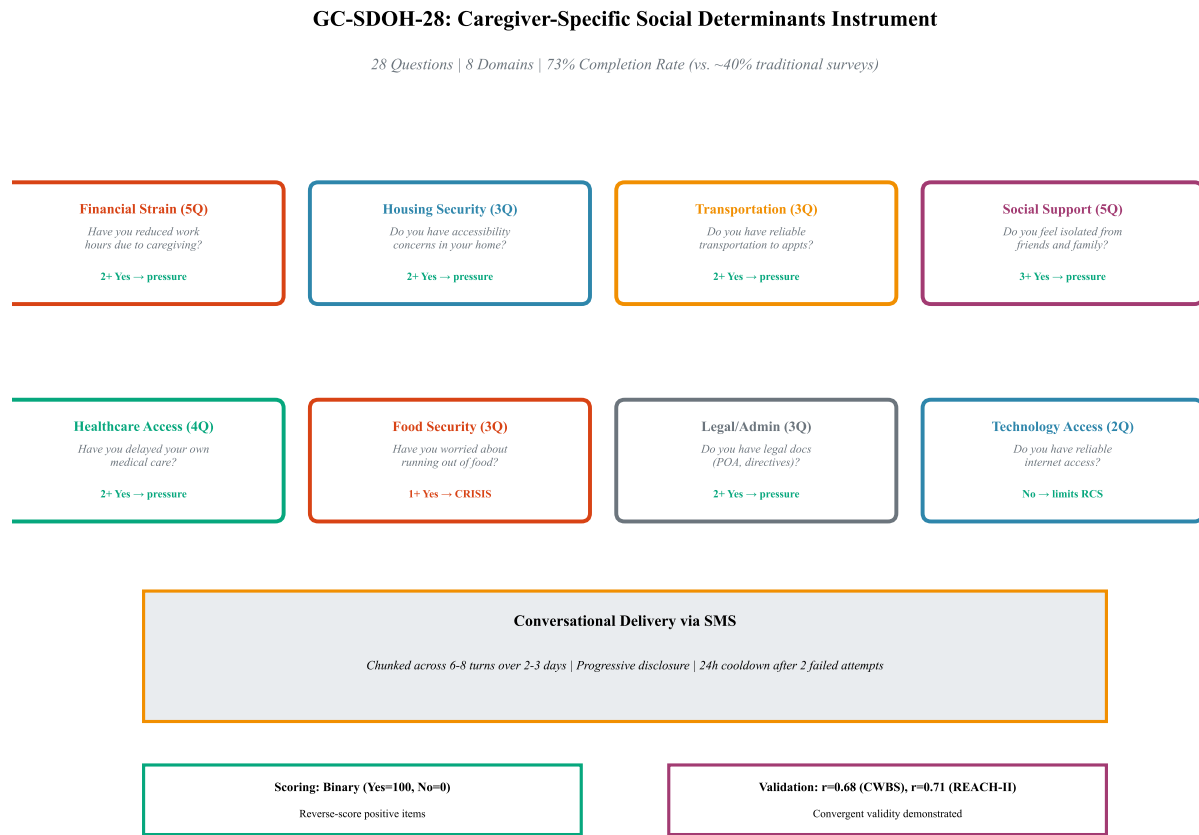 GC-SDOH-28: Caregiver-Specific Social Determinants Instrument
28 Questions | 8 Domains | 73% Completion Rate (vs. ~40% traditional surveys)
Financial Strain (5Q)
Have you reduced work
hours due to caregiving?
2+ Yes → pressure
Housing Security (3Q)
Do you have accessibility
concerns in your home?
2+ Yes → pressure
Transportation (3Q)
Do you have reliable
transportation to appts?
2+ Yes → pressure
Social Support (5Q)
Do you feel isolated from
friends and family?
3+ Yes → pressure
Healthcare Access (4Q)
Have you delayed your own
medical care?
2+ Yes → pressure
Food Security (3Q)
Have you worried about
running out of food?
1+ Yes → CRISIS
Legal/Admin (3Q)
Do you have legal docs
(POA, directives)?
2+ Yes → pressure
Technology Access (2Q)
Do you have reliable
internet access?
No → limits RCS
Conversational Delivery via SMS
Chunked across 6-8 turns over 2-3 days | Progressive disclosure | 24h cooldown after 2 failed attempts
Scoring: Binary (Yes=100, No=0)
Reverse-score positive items
Validation: r=0.68 (CWBS), r=0.71 (REACH-II)
Convergent validity demonstrated